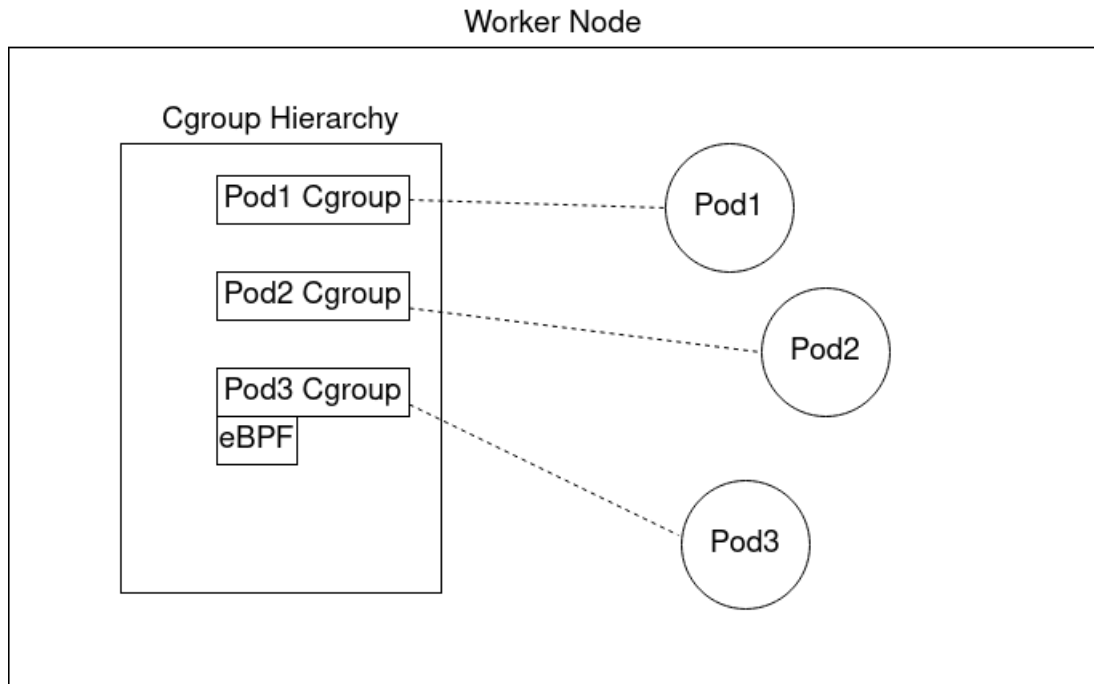 Worker Node
Cgroup Hierarchy
Pod1 Cgroup
Pod1
Pod2 Cgroup
Pod2
Pod3 Cgroup
eBPF
Pod3